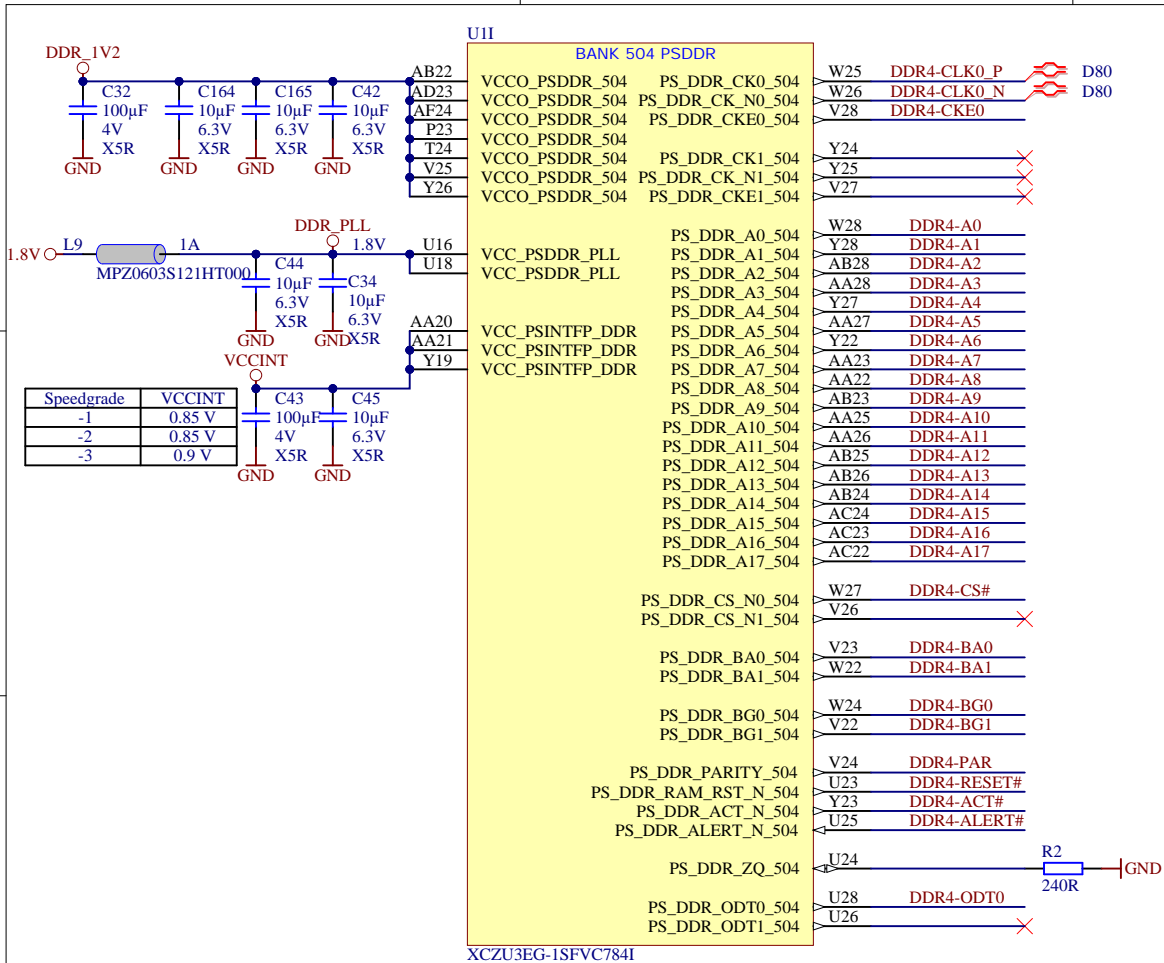 U1I
BANK 504 PSDDR
DDR_1V2
C32
100µF
4V
X5R
GND
C164
10µF
6.3V
X5R
GND
C165
10µF
6.3V
X5R
GND
C42
10µF
6.3V
X5R
GND
AB22 VCCO_PSDDR_504
AD23 VCCO_PSDDR_504
AF24 VCCO_PSDDR_504
P23 VCCO_PSDDR_504
T24 VCCO_PSDDR_504
V25 VCCO_PSDDR_504
Y26 VCCO_PSDDR_504
1.8V L9 1A
MPZ0603S121HT000
DDR_PLL
1.8V
C44
10µF
6.3V
X5R
GND
C34
10µF
6.3V
X5R
GND
U16 VCC_PSDDR_PLL
U18 VCC_PSDDR_PLL
AA20 VCC_PSINTFP_DDR
AA21 VCC_PSINTFP_DDR
Y19 VCC_PSINTFP_DDR
VCCINT
C43
100µF
4V
X5R
GND
C45
10µF
6.3V
X5R
GND
Speedgrade VCCINT
-1 0.85 V
-2 0.85 V
-3 0.9 V
PS_DDR_CK0_504 W25 DDR4-CLK0_P D80
PS_DDR_CK_N0_504 W26 DDR4-CLK0_N D80
PS_DDR_CKE0_504 V28 DDR4-CKE0
PS_DDR_CK1_504 Y24
PS_DDR_CK_N1_504 Y25
PS_DDR_CKE1_504 V27
PS_DDR_A0_504 W28 DDR4-A0
PS_DDR_A1_504 Y28 DDR4-A1
PS_DDR_A2_504 AB28 DDR4-A2
PS_DDR_A3_504 AA28 DDR4-A3
PS_DDR_A4_504 Y27 DDR4-A4
PS_DDR_A5_504 AA27 DDR4-A5
PS_DDR_A6_504 Y22 DDR4-A6
PS_DDR_A7_504 AA23 DDR4-A7
PS_DDR_A8_504 AA22 DDR4-A8
PS_DDR_A9_504 AB23 DDR4-A9
PS_DDR_A10_504 AA25 DDR4-A10
PS_DDR_A11_504 AA26 DDR4-A11
PS_DDR_A12_504 AB25 DDR4-A12
PS_DDR_A13_504 AB26 DDR4-A13
PS_DDR_A14_504 AB24 DDR4-A14
PS_DDR_A15_504 AC24 DDR4-A15
PS_DDR_A16_504 AC23 DDR4-A16
PS_DDR_A17_504 AC22 DDR4-A17
PS_DDR_CS_N0_504 W27 DDR4-CS#
PS_DDR_CS_N1_504 V26
PS_DDR_BA0_504 V23 DDR4-BA0
PS_DDR_BA1_504 W22 DDR4-BA1
PS_DDR_BG0_504 W24 DDR4-BG0
PS_DDR_BG1_504 V22 DDR4-BG1
PS_DDR_PARITY_504 V24 DDR4-PAR
PS_DDR_RAM_RST_N_504 U23 DDR4-RESET#
PS_DDR_ACT_N_504 Y23 DDR4-ACT#
PS_DDR_ALERT_N_504 U25 DDR4-ALERT#
PS_DDR_ZQ_504 U24 R2 GND
240R
PS_DDR_ODT0_504 U28 DDR4-ODT0
PS_DDR_ODT1_504 U26
XCZU3EG-1SFVC784I